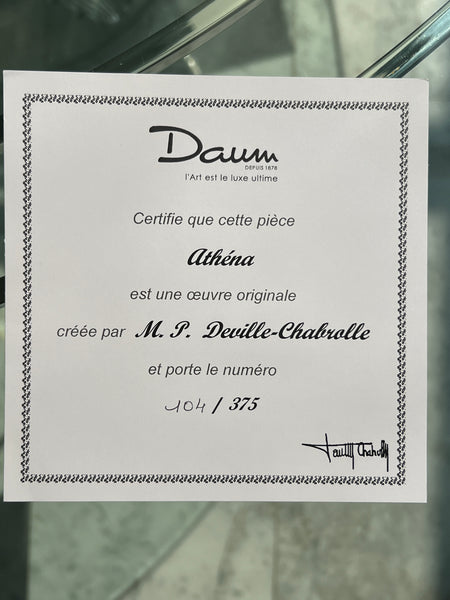 Daum
DEPUIS 1878
l'Art est le luxe ultime
Certifie que cette pièce
Athéna
est une œuvre originale
créée par M. P. Deville-Chabrolle
et porte le numéro
104 / 375